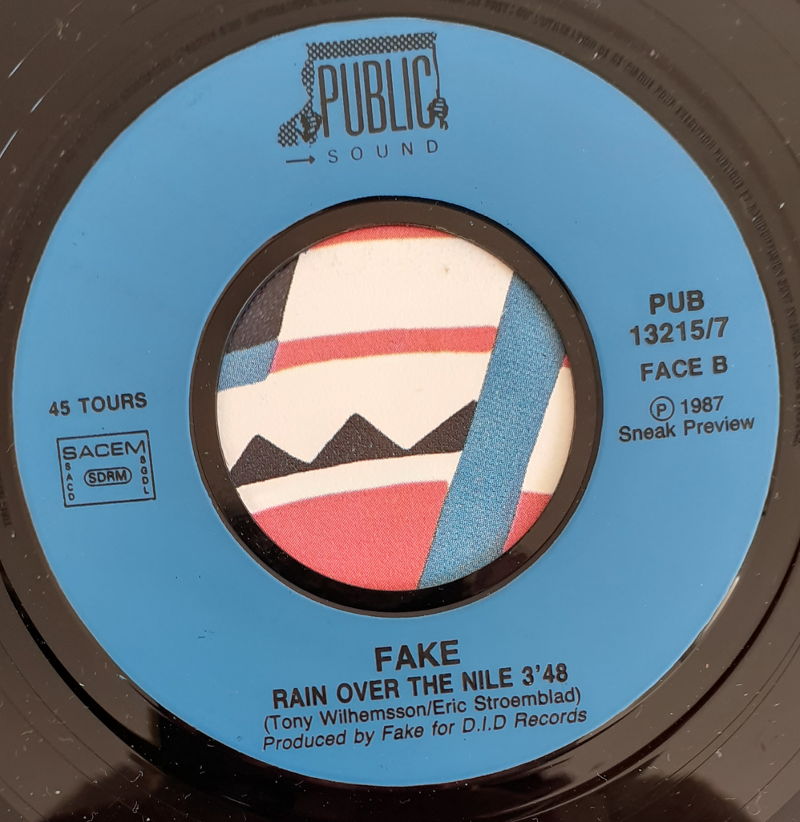 PUBLIC
→ SOUND
PUB
13215/7
FACE B
℗ 1987
Sneak Preview
45 TOURS
SACEM
SACD
SDRM
SGDL
FAKE
RAIN OVER THE NILE 3'48
(Tony Wilhemsson/Eric Stroemblad)
Produced by Fake for D.I.D Records